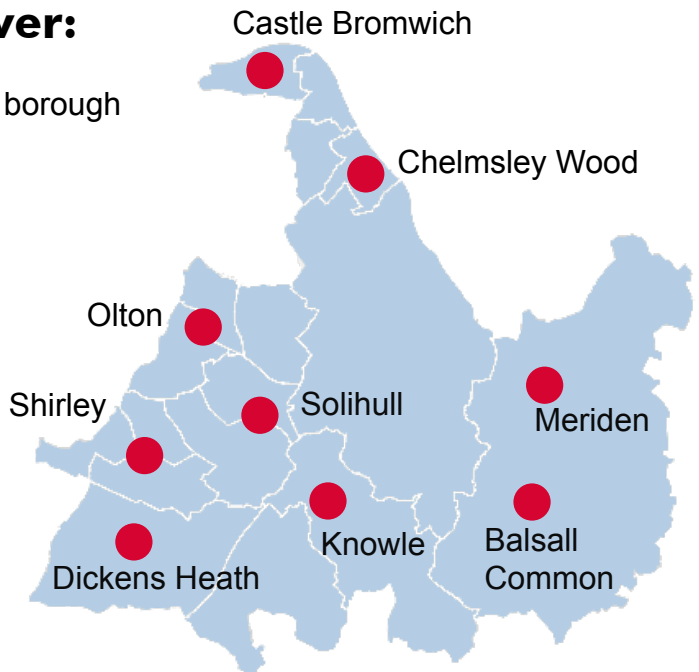 ver:
Castle Bromwich
borough
Chelmsley Wood
Olton
Shirley
Solihull
Meriden
Knowle
Balsall
Common
Dickens Heath